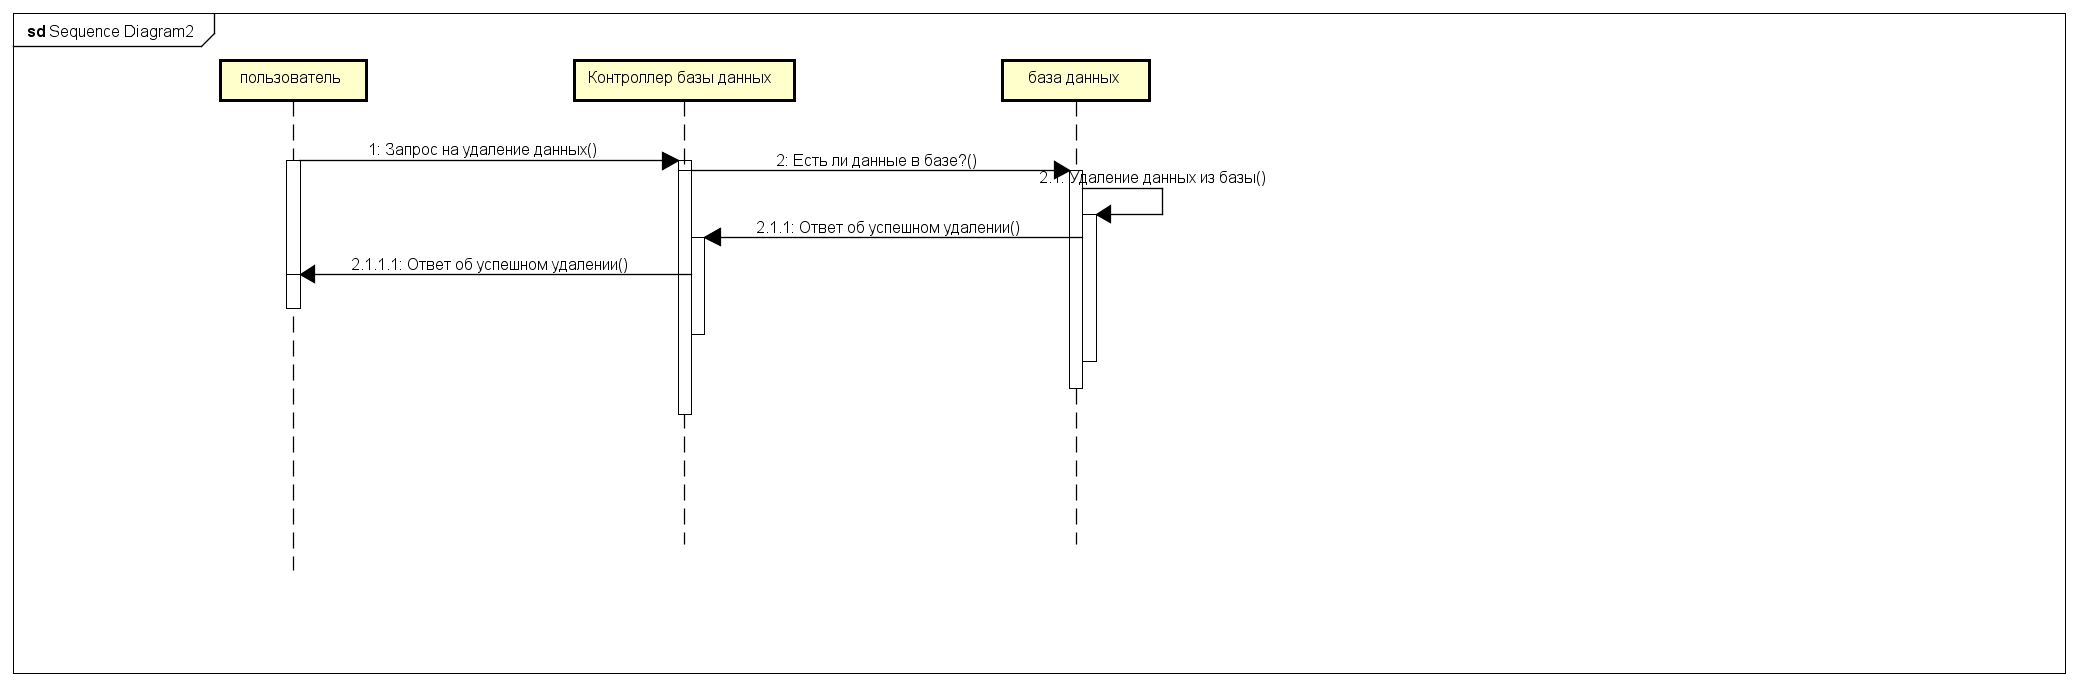 sd Sequence Diagram2
пользователь
Контроллер базы данных
база данных
1: Запрос на удаление данных()
2: Есть ли данные в базе?()
2.1: Удаление данных из базы()
2.1.1: Ответ об успешном удалении()
2.1.1.1: Ответ об успешном удалении()